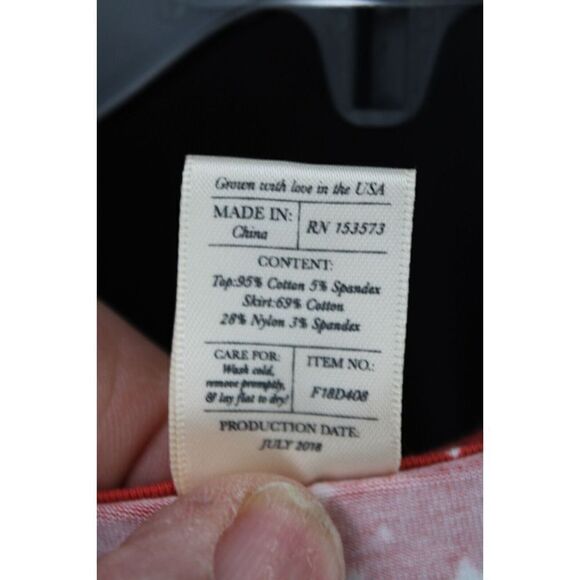 Grown with love in the USA
MADE IN:
China
RN 153573
CONTENT:
Top:95% Cotton 5% Spandex
Skirt:69% Cotton
28% Nylon 3% Spandex
CARE FOR:
Wash cold,
remove promptly,
& lay flat to dry!
ITEM NO.:
F18D408
PRODUCTION DATE:
JULY 2018